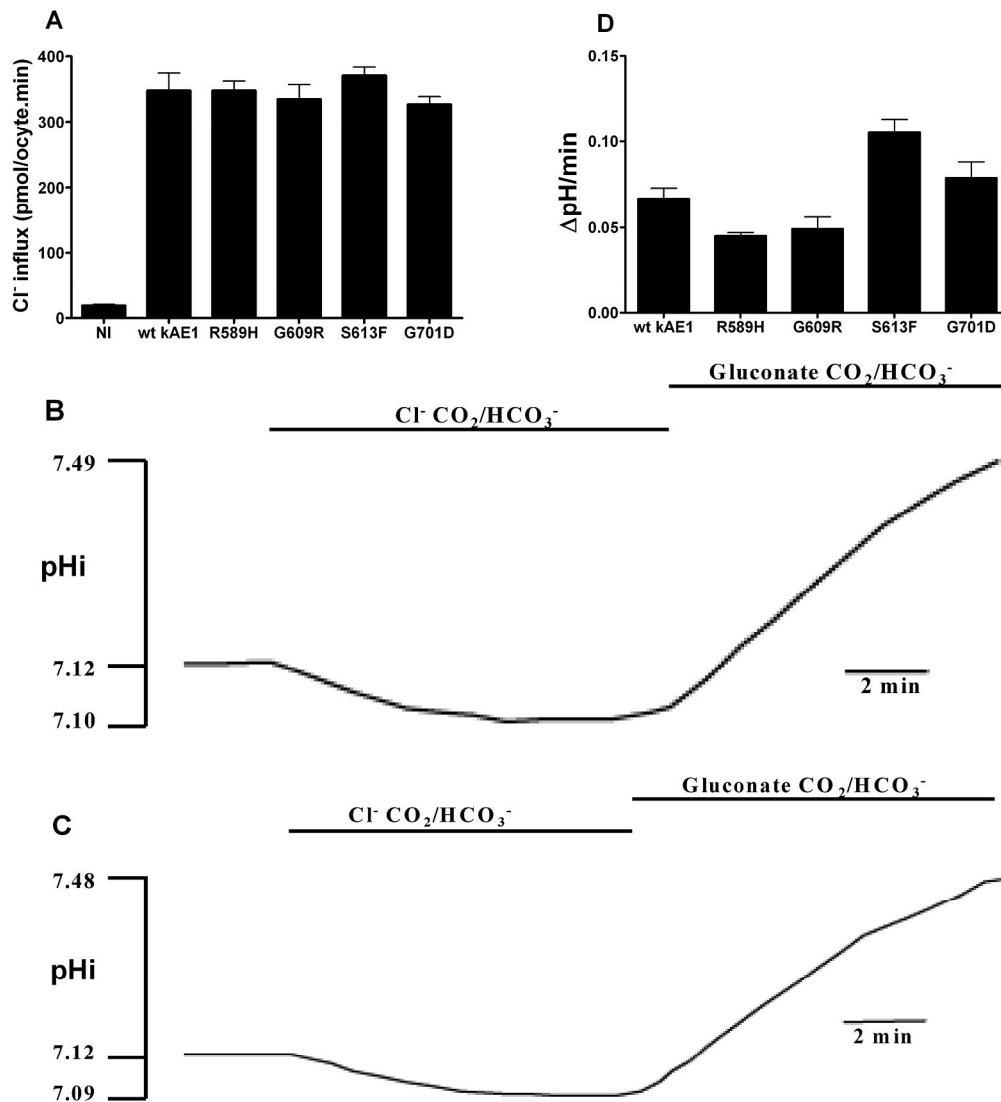 A
Cl⁻ influx (pmol/ocyte.min)
400
300
200
100
0
NI wt kAE1 R589H G609R S613F G701D
D
ΔpH/min
0.15
0.10
0.05
0.00
wt kAE1 R589H G609R S613F G701D
B
Cl⁻ CO₂/HCO₃⁻
Gluconate CO₂/HCO₃⁻
7.49
pHi
7.12
7.10
2 min
C
Cl⁻ CO₂/HCO₃⁻
Gluconate CO₂/HCO₃⁻
7.48
pHi
7.12
7.09
2 min